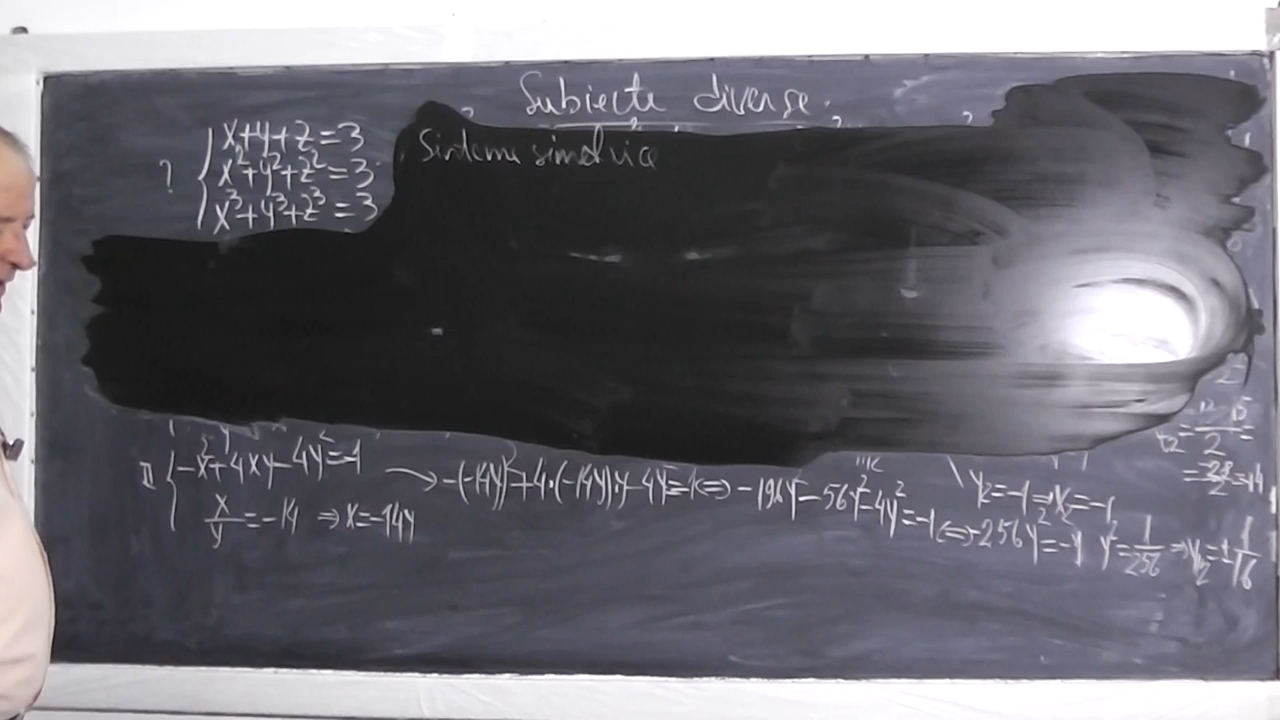 Subiecte diverse.
x+y+z=3
? x²+y²+z²=3
x³+y³+z³=3
Sisteme simetrice
II -x²+4xy-4y²=-1 → -(-14y)²+4·(-14y)·y-4y²=-1 ⇔ -196y²-56y²-4y²=-1 ⇔ -256y²=-1 y²=1/256 ⇒ y₁,₂=±1/16
x/y=-14 ⇒ x=-14y
y₂=-1 ⇒ x₂=-1